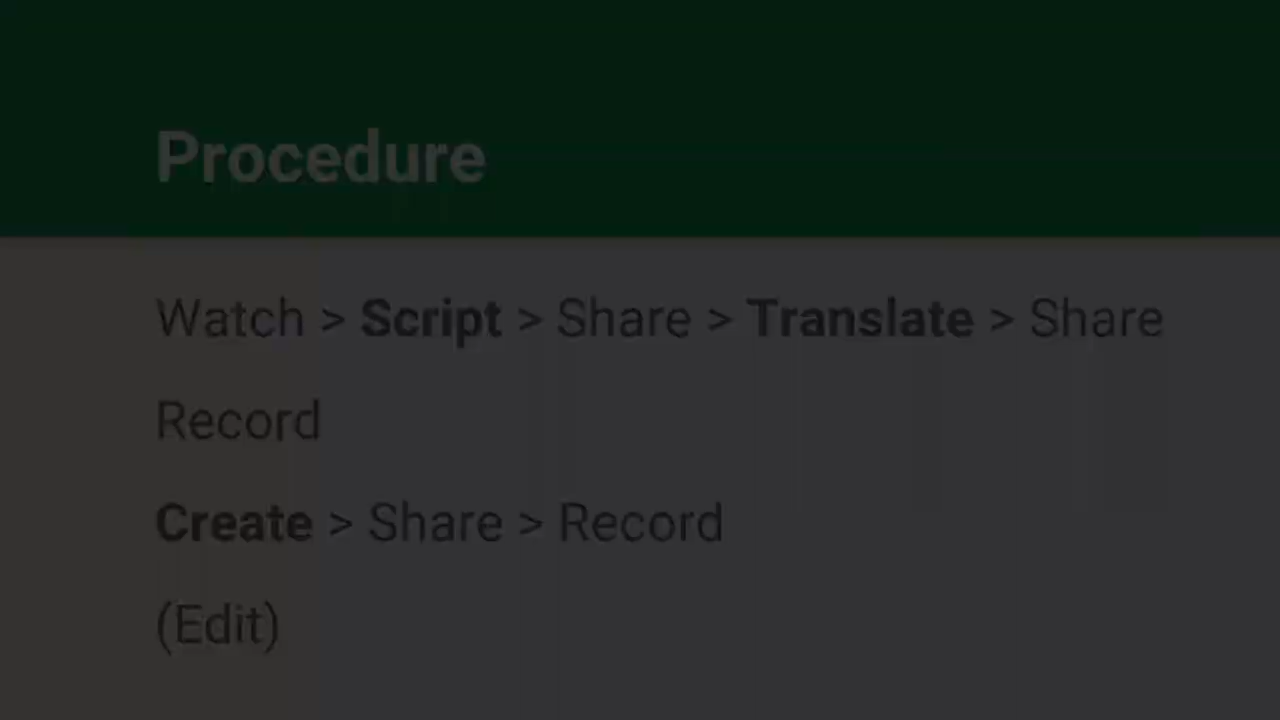 Procedure
Watch > Script > Share > Translate > Share
Record
Create > Share > Record
(Edit)